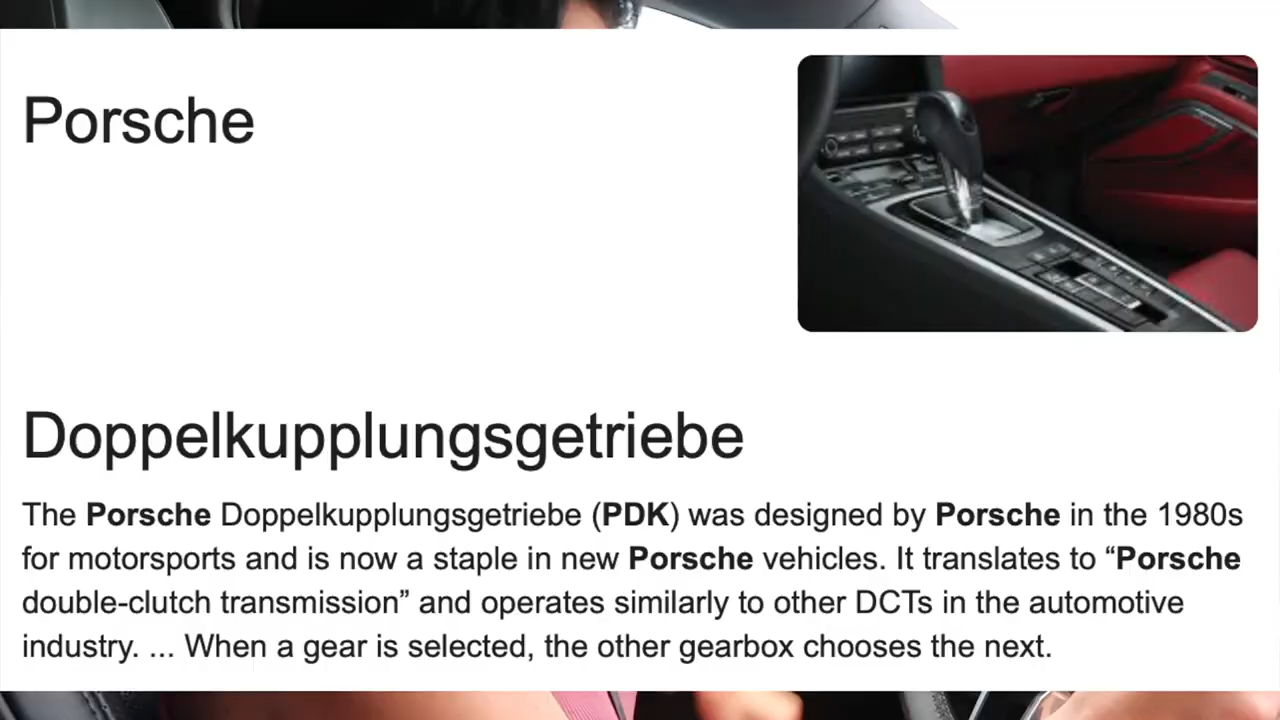 Porsche
Doppelkupplungsgetriebe
The Porsche Doppelkupplungsgetriebe (PDK) was designed by Porsche in the 1980s
for motorsports and is now a staple in new Porsche vehicles. It translates to “Porsche
double-clutch transmission” and operates similarly to other DCTs in the automotive
industry. ... When a gear is selected, the other gearbox chooses the next.